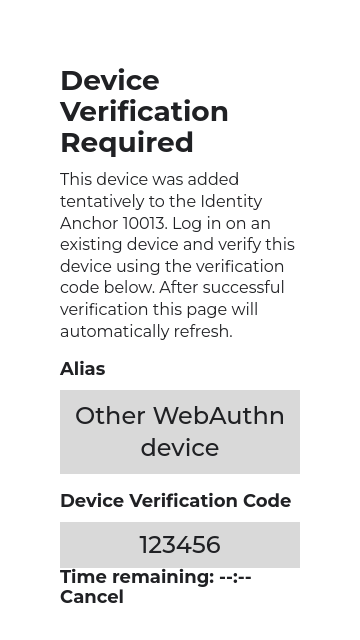 Device
Verification
Required
This device was added
tentatively to the Identity
Anchor 10013. Log in on an
existing device and verify this
device using the verification
code below. After successful
verification this page will
automatically refresh.
Alias
Other WebAuthn
device
Device Verification Code
123456
Time remaining: --:--
Cancel